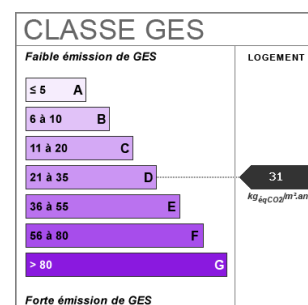 CLASSE GES
Faible émission de GES
LOGEMENT
≤ 5 A
6 à 10 B
11 à 20 C
21 à 35 D
31
kgéqCO2/m².an
36 à 55 E
56 à 80 F
> 80 G
Forte émission de GES